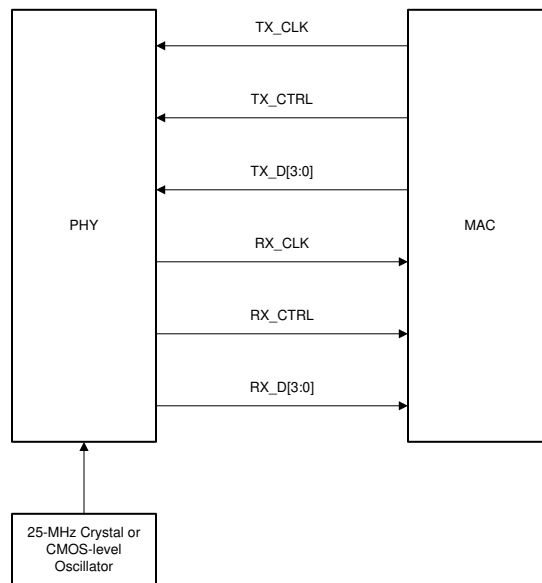 TX_CLK
TX_CTRL
TX_D[3:0]
PHY
MAC
RX_CLK
RX_CTRL
RX_D[3:0]
25-MHz Crystal or
CMOS-level
Oscillator